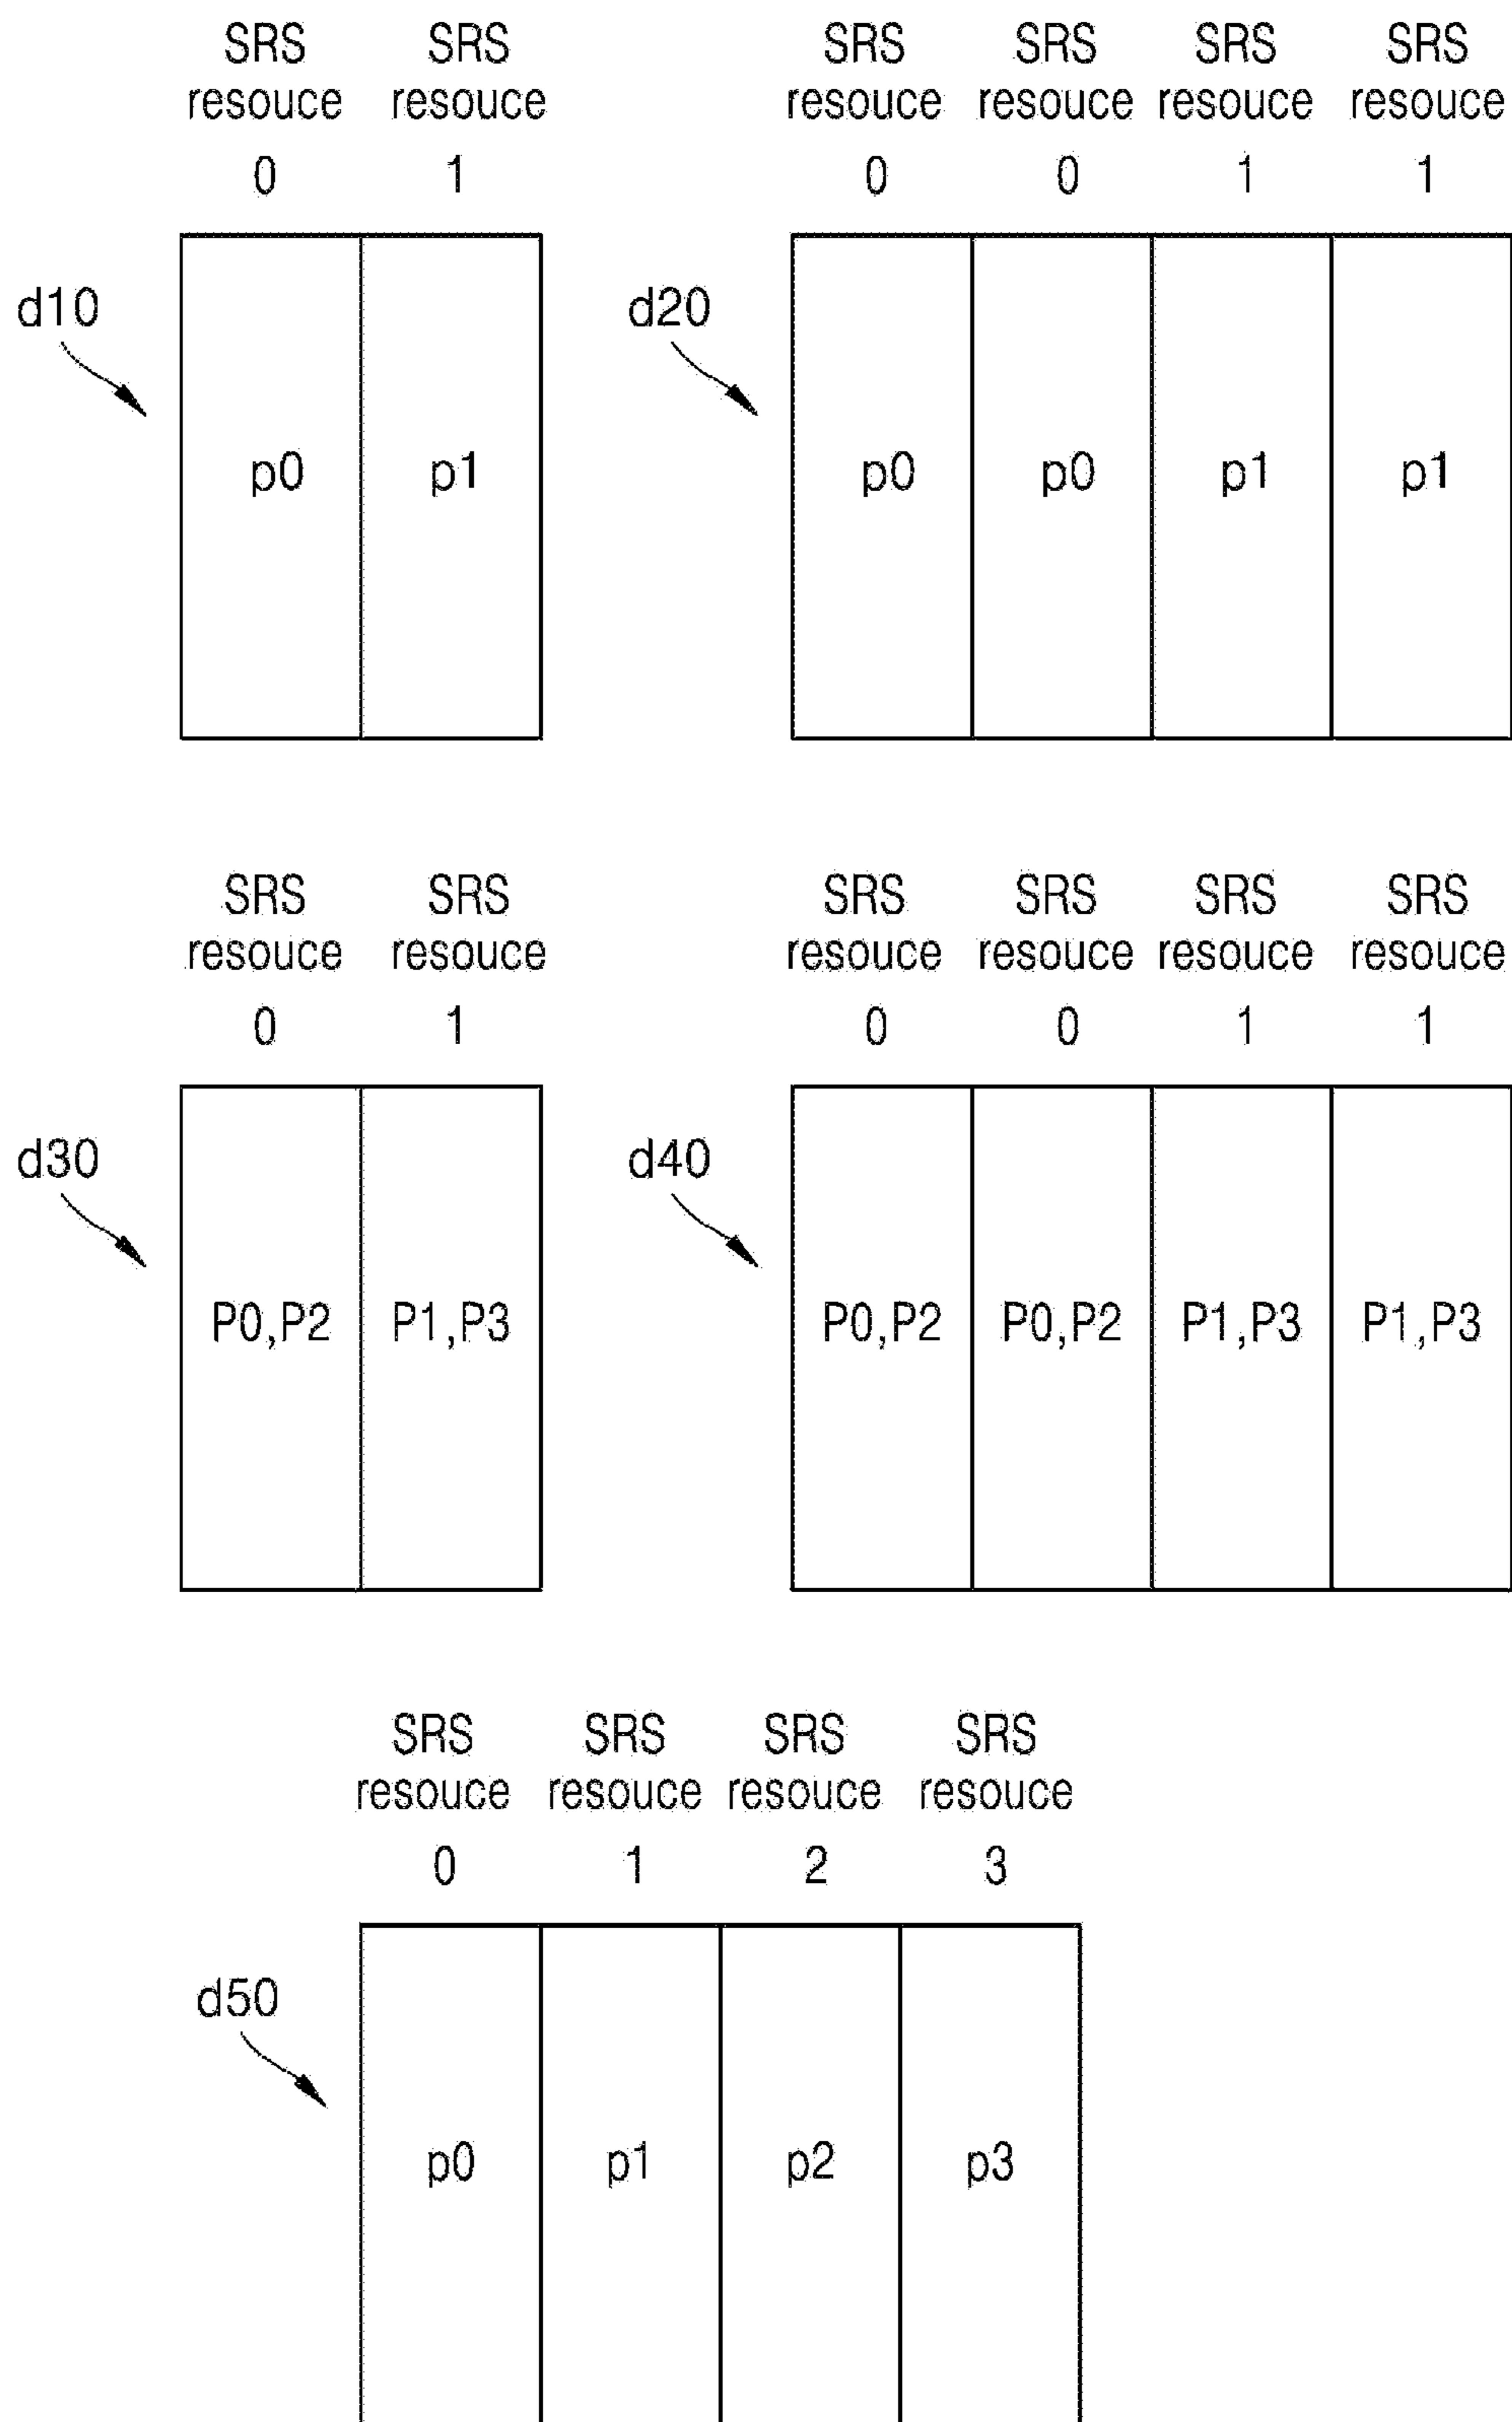 SRS SRS
resouce resouce
0 1
d10
p0 p1
SRS SRS SRS SRS
resouce resouce resouce resouce
0 0 1 1
d20
p0 p0 p1 p1
SRS SRS
resouce resouce
0 1
d30
P0,P2 P1,P3
SRS SRS SRS SRS
resouce resouce resouce resouce
0 0 1 1
d40
P0,P2 P0,P2 P1,P3 P1,P3
SRS SRS SRS SRS
resouce resouce resouce resouce
0 1 2 3
d50
p0 p1 p2 p3